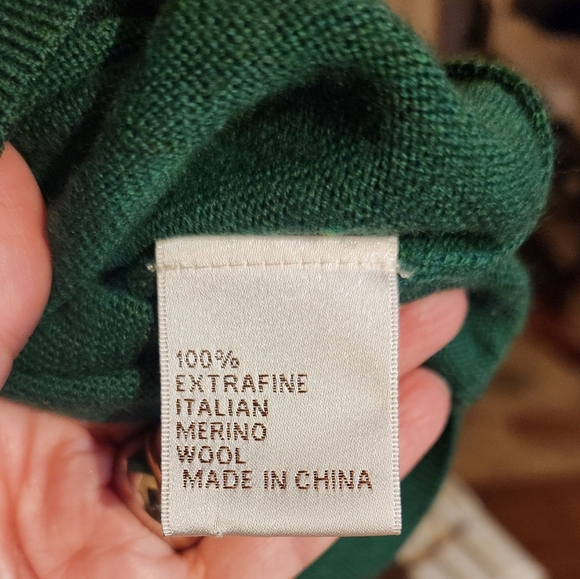 100%
EXTRAFINE
ITALIAN
MERINO
WOOL
MADE IN CHINA